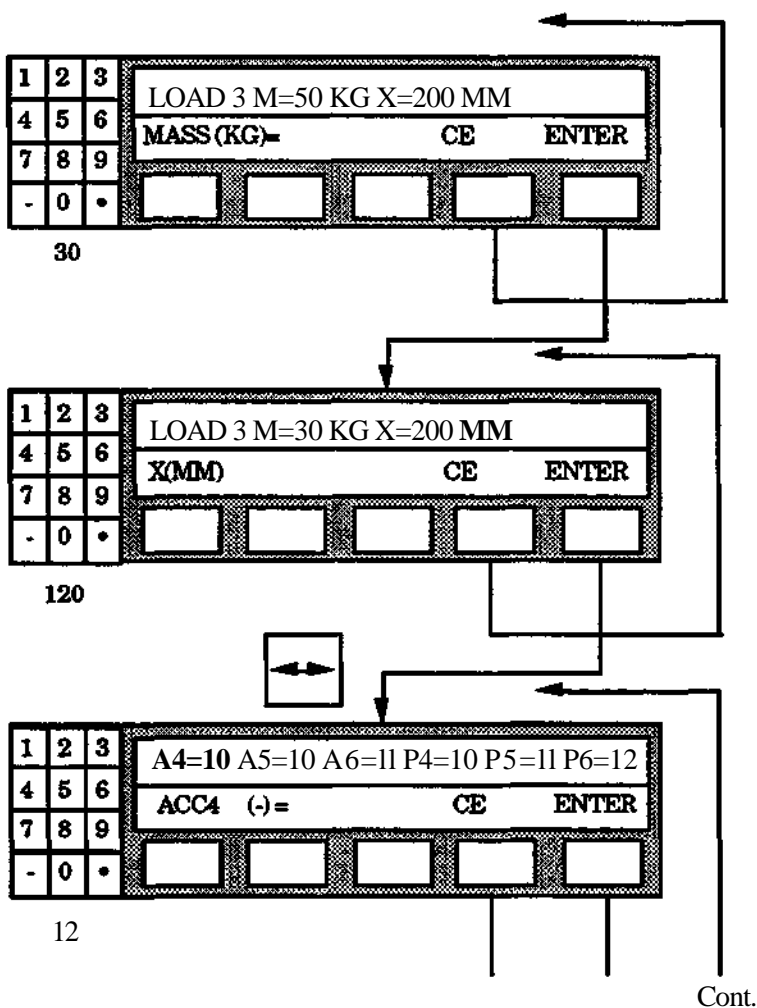 1 2 3
LOAD 3 M=50 KG X=200 MM
4 5 6
MASS (KG)= CE ENTER
7 8 9
- 0 •
30
1 2 3
LOAD 3 M=30 KG X=200 MM
4 5 6
X(MM) CE ENTER
7 8 9
- 0 •
120
1 2 3
A4=10 A5=10 A6=11 P4=10 P5=11 P6=12
4 5 6
ACC4 (-) = CE ENTER
7 8 9
- 0 •
12
Cont.